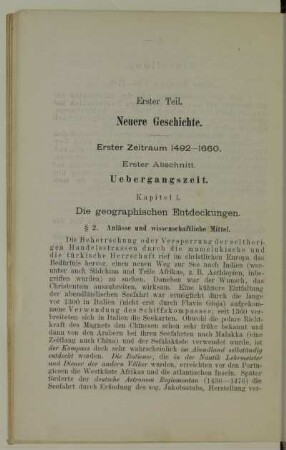 Erster Teil.
Neuere Geschichte.
Erster Zeitraum 1492–1660.
Erster Abschnitt.
Uebergangszeit.
Kapitel I.
Die geographischen Entdeckungen.
§ 2. Anlässe und wissenschaftliche Mittel.
Die Beherrschung oder Versperrung der seitheri-
gen Handelsstrassen durch die mamelukische und
die türkische Herrschaft rief im christlichen Europa das
Bedürfnis hervor, einen neuen Weg zur See nach Indien (wor-
unter auch Südchina und Teile Afrikas, z. B. Aethiopien, inbe-
griffen wurden) zu suchen. Daneben war der Wunsch, das
Christentum auszubreiten, wirksam. Eine kühnere Entfaltung
der abendländischen Seefahrt war ermöglicht durch die lange
vor 1300 in Italien (nicht erst durch Flavio Gioja) aufgekom-
mene Verwendung des Schiffskompasses; seit 1350 ver-
breiteten sich in Italien die Seekarten. Obwohl die polare Richt-
kraft des Magnets den Chinesen schon sehr frühe bekannt und
dann von den Arabern bei ihren Seefahrten nach Malakka (eine
Zeitlang auch China) und der Sofalaküste verwendet wurde, ist
der Kompass doch sehr wahrscheinlich im Abendland selbständig
entdeckt worden. Die Italiener, die in der Nautik Lehrmeister
und Diener der andern Völker wurden, erreichten vor den Portu-
giesen die Westküste Afrikas und die atlantischen Inseln. Später
förderte der deutsche Astronom Regiomontan (1436–1476) die
Seefahrt durch Erfindung des sog. Jakobsstabs, Herstellung ver-